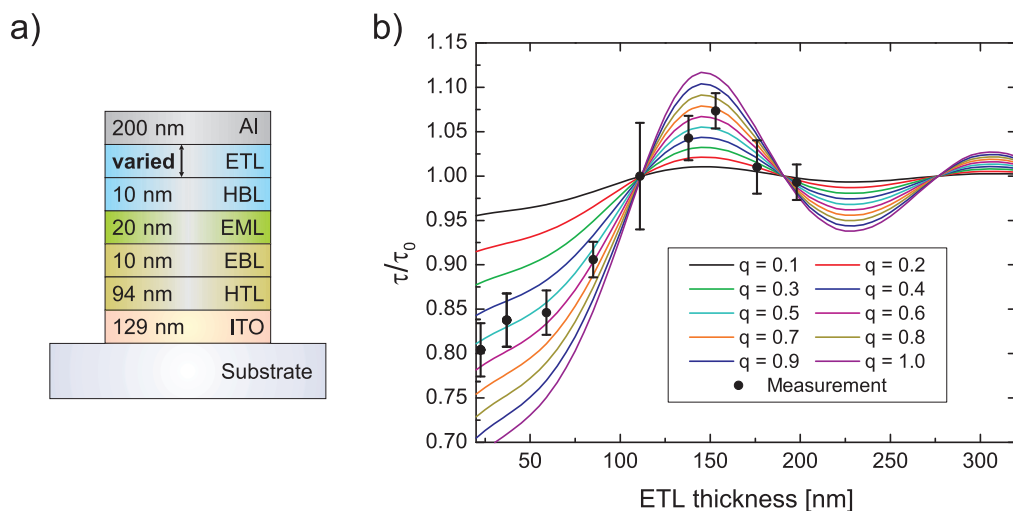 a)
200 nm Al
varied ETL
10 nm HBL
20 nm EML
10 nm EBL
94 nm HTL
129 nm ITO
Substrate
b)
1.15
1.10
1.05
1.00
0.95
0.90
0.85
0.80
0.75
0.70
τ/τ0
q = 0.1 q = 0.2
q = 0.3 q = 0.4
q = 0.5 q = 0.6
q = 0.7 q = 0.8
q = 0.9 q = 1.0
Measurement
50 100 150 200 250 300
ETL thickness [nm]